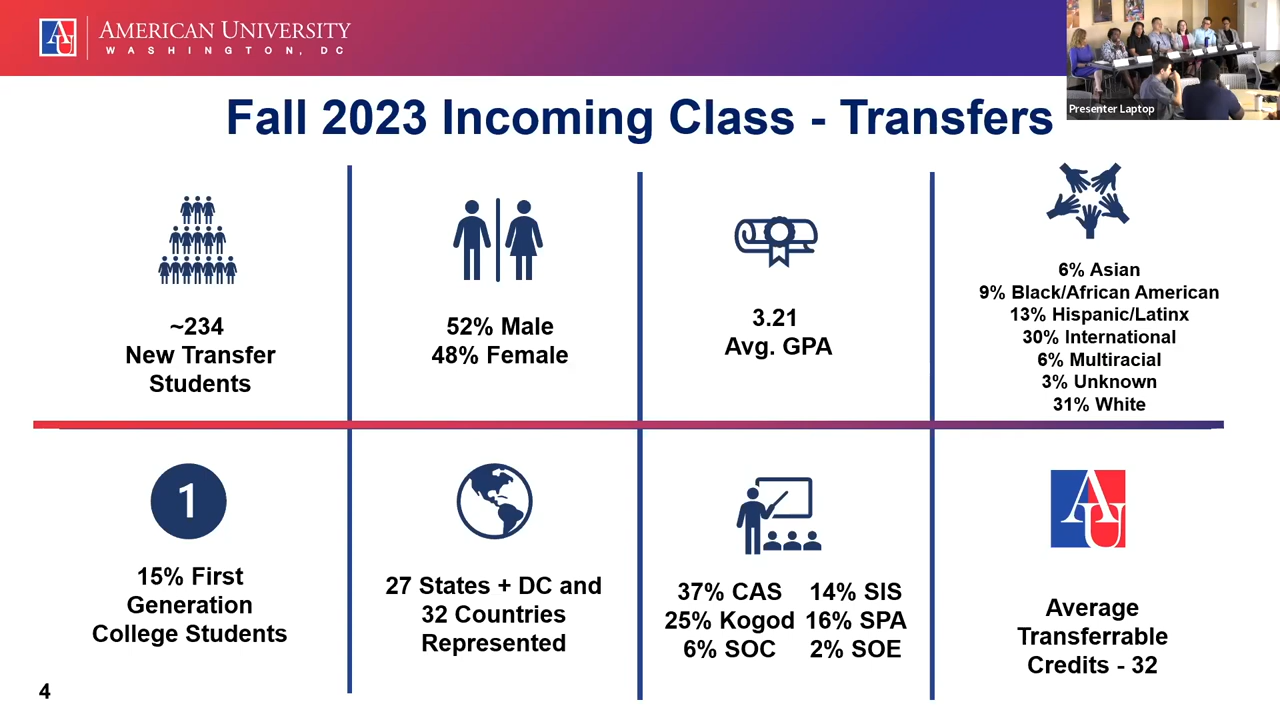 AU
AMERICAN UNIVERSITY
WASHINGTON, DC
Presenter Laptop
Fall 2023 Incoming Class - Transfers
~234
New Transfer
Students
52% Male
48% Female
3.21
Avg. GPA
6% Asian
9% Black/African American
13% Hispanic/Latinx
30% International
6% Multiracial
3% Unknown
31% White
1
15% First
Generation
College Students
27 States + DC and
32 Countries
Represented
37% CAS 14% SIS
25% Kogod 16% SPA
6% SOC 2% SOE
AU
Average
Transferrable
Credits - 32
4